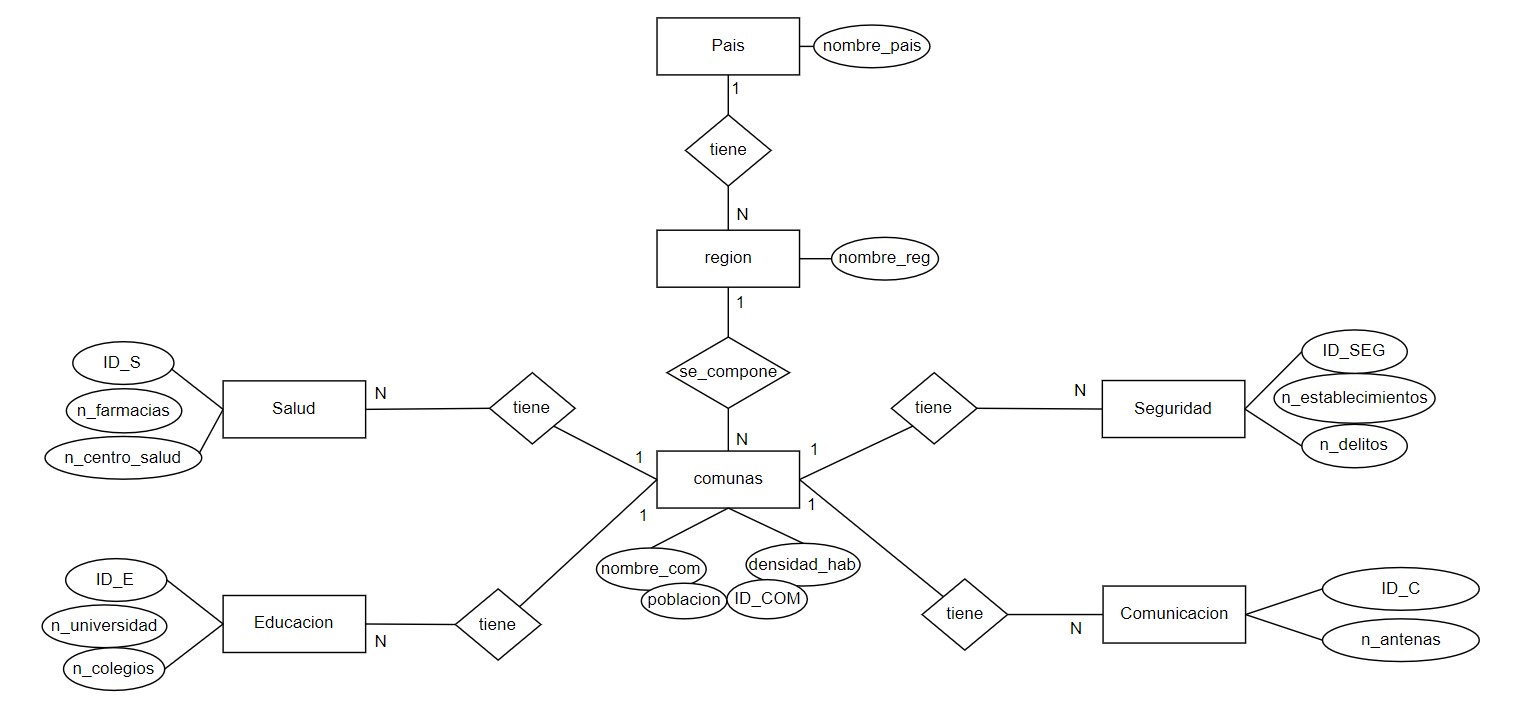 Pais
nombre_pais
1
tiene
N
region
nombre_reg
1
se_compone
N
ID_S
n_farmacias
n_centro_salud
Salud
N
tiene
1
tiene
1
N
Seguridad
ID_SEG
n_establecimientos
n_delitos
comunas
nombre_com
poblacion
ID_COM
densidad_hab
1
ID_E
n_universidad
n_colegios
Educacion
N
tiene
1
tiene
N
Comunicacion
ID_C
n_antenas